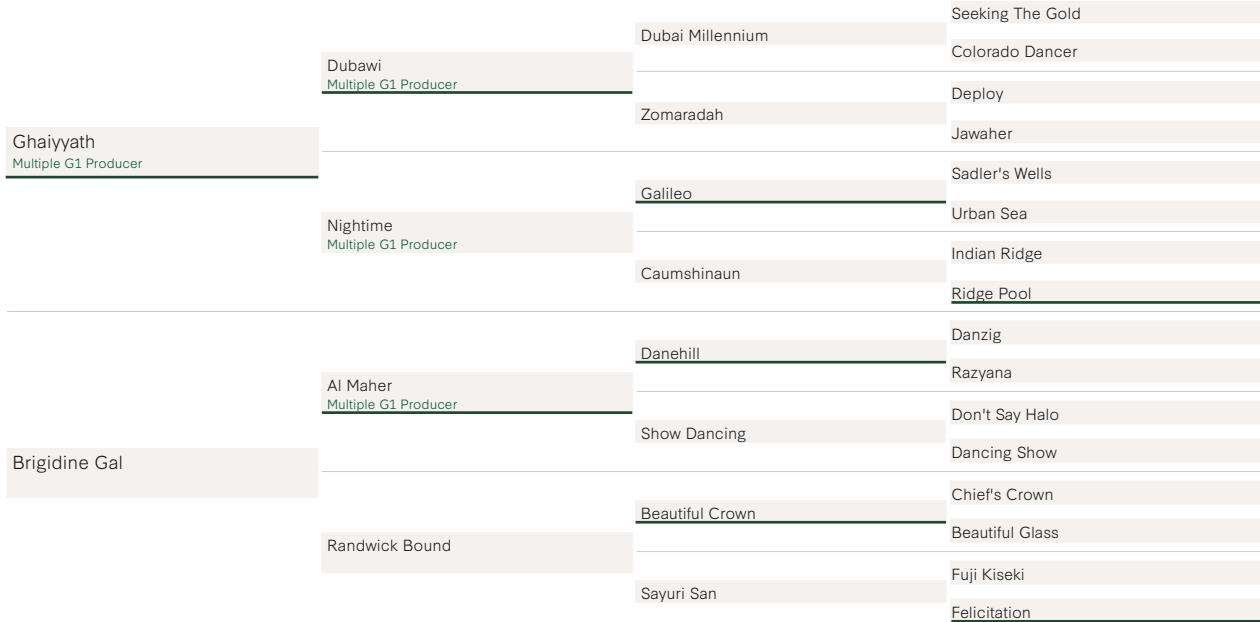 Ghaiyyath
Multiple G1 Producer
Brigidine Gal
Dubawi
Multiple G1 Producer
Nightime
Multiple G1 Producer
Al Maher
Multiple G1 Producer
Randwick Bound
Dubai Millennium
Zomaradah
Galileo
Caumshinaun
Danehill
Show Dancing
Beautiful Crown
Sayuri San
Seeking The Gold
Colorado Dancer
Deploy
Jawaher
Sadler's Wells
Urban Sea
Indian Ridge
Ridge Pool
Danzig
Razyana
Don't Say Halo
Dancing Show
Chief's Crown
Beautiful Glass
Fuji Kiseki
Felicitation